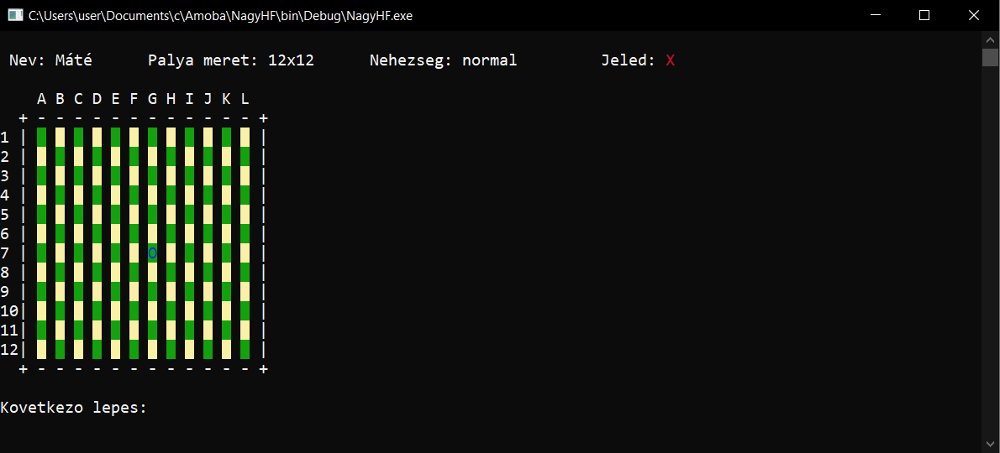 C:\Users\user\Documents\c\Amoba\NagyHF\bin\Debug\NagyHF.exe
Nev: Máté Palya meret: 12x12 Nehezseg: normal Jeled: X
A B C D E F G H I J K L
+ - - - - - - - - - - - - +
1 | |
2 | |
3 | |
4 | |
5 | |
6 | |
7 | O |
8 | |
9 | |
10| |
11| |
12| |
+ - - - - - - - - - - - - +
Kovetkezo lepes: